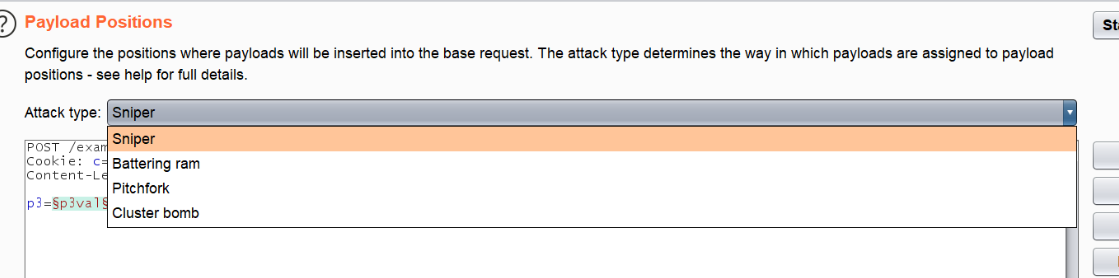 ?
Payload Positions
Configure the positions where payloads will be inserted into the base request. The attack type determines the way in which payloads are assigned to payload
positions - see help for full details.
Attack type: Sniper
Sniper
Battering ram
Pitchfork
Cluster bomb
POST /exam
Cookie: c=
Content-Le
p3=§p3val§
St